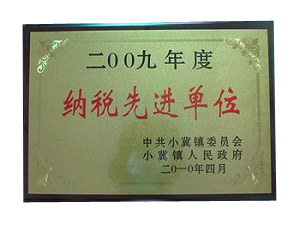 二00九年度
纳税先进单位
中共小冀镇委员会
小冀镇人民政府
二0一0年四月